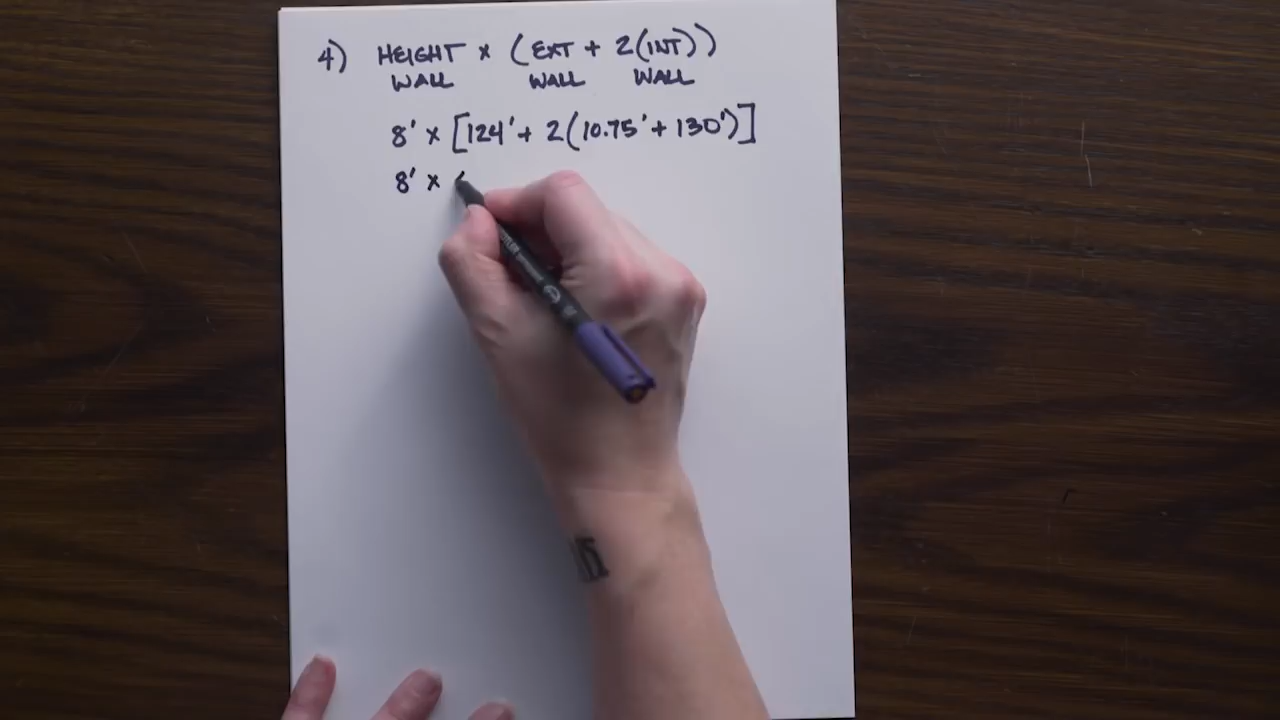 4) HEIGHT x (EXT + 2(INT))
WALL WALL WALL
8' x [124' + 2(10.75' + 130')]
8' x